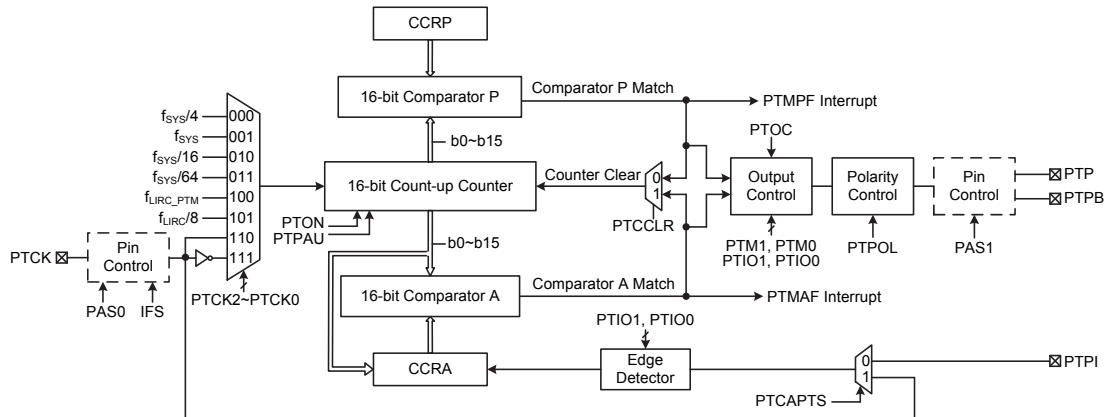 CCRP
16-bit Comparator P
Comparator P Match
PTMPF Interrupt
b0~b15
fSYS/4 000
fSYS 001
fSYS/16 010
fSYS/64 011
fLIRC_PTM 100
fLIRC/8 101
110
111
16-bit Count-up Counter
Counter Clear
0
1
PTCCLR
PTOC
Output
Control
Polarity
Control
Pin
Control
PTP
PTPB
PTON
PTPAU
PTM1, PTM0
PTIO1, PTIO0
PTPOL
PAS1
b0~b15
PTCK
Pin
Control
PAS0
IFS
PTCK2~PTCK0
16-bit Comparator A
Comparator A Match
PTMAF Interrupt
PTIO1, PTIO0
CCRA
Edge
Detector
0
1
PTPI
PTCAPTS